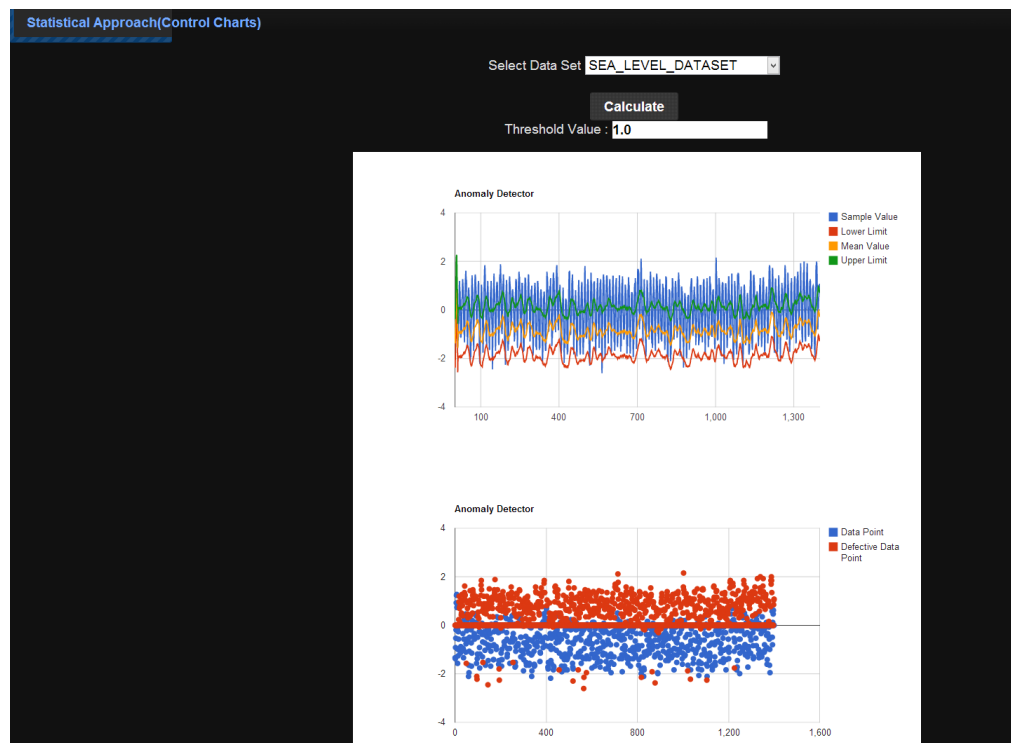 Statistical Approach(Control Charts)
Select Data Set SEA_LEVEL_DATASET
Calculate
Threshold Value : 1.0
Anomaly Detector
4
2
0
-2
-4
100 400 700 1,000 1,300
Sample Value
Lower Limit
Mean Value
Upper Limit
Anomaly Detector
4
2
0
-2
-4
0 400 800 1,200 1,600
Data Point
Defective Data
Point